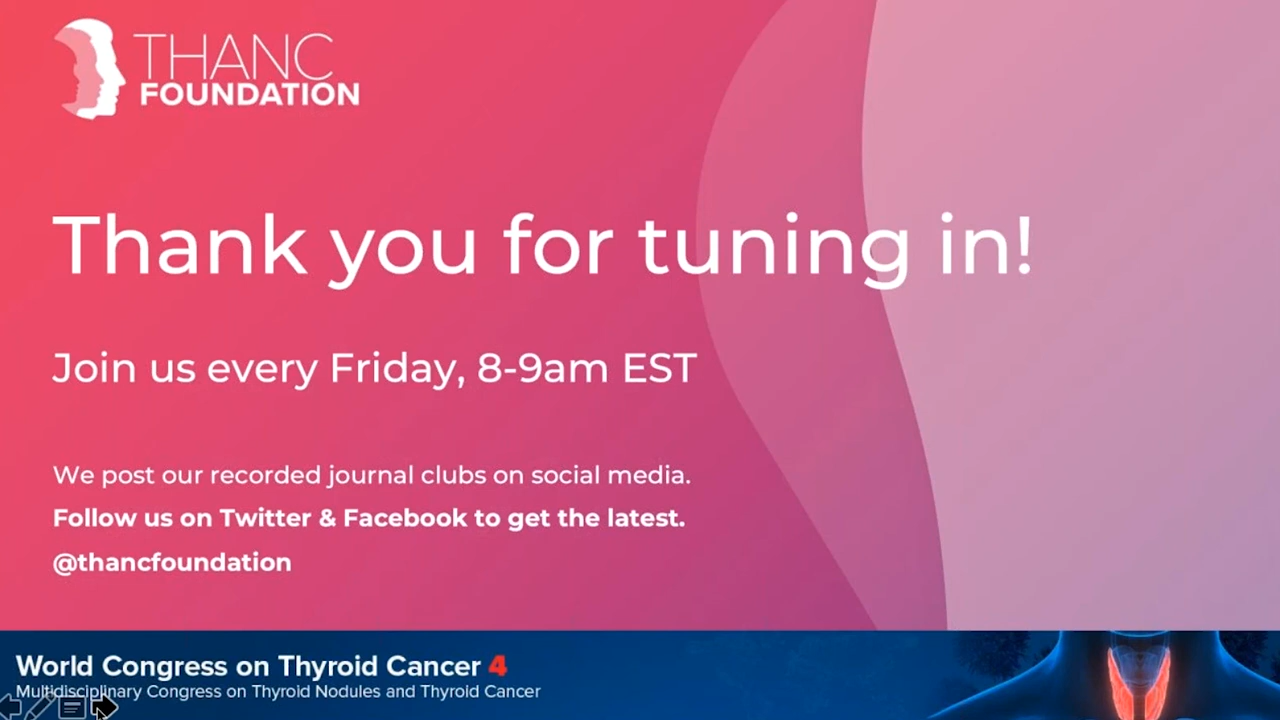 THANC
FOUNDATION
Thank you for tuning in!
Join us every Friday, 8-9am EST
We post our recorded journal clubs on social media.
Follow us on Twitter & Facebook to get the latest.
@thancfoundation
World Congress on Thyroid Cancer 4
Multidisciplinary Congress on Thyroid Nodules and Thyroid Cancer